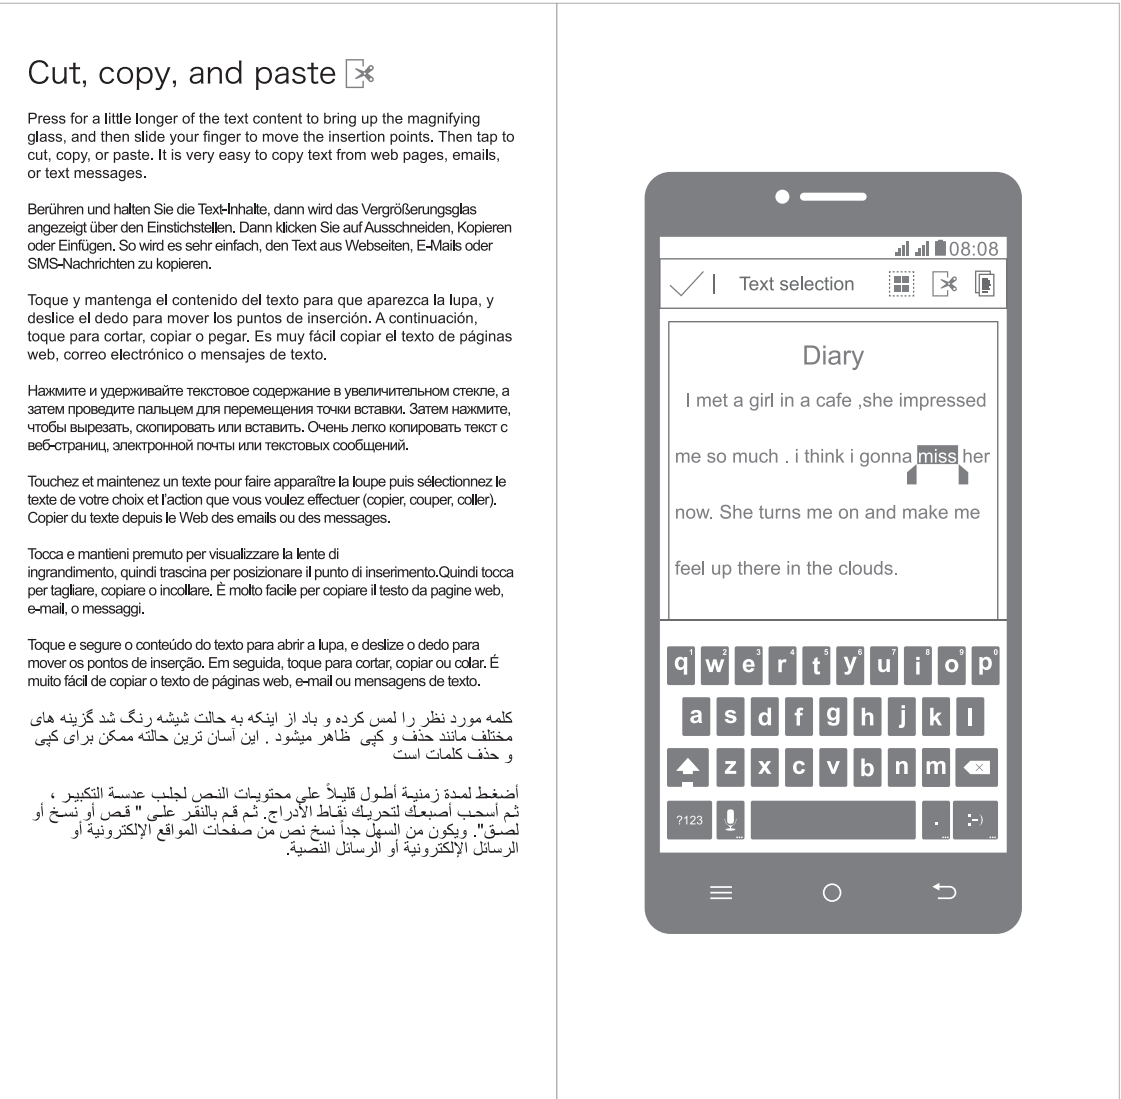 Cut, copy, and paste
Press for a little longer of the text content to bring up the magnifying
glass, and then slide your finger to move the insertion points. Then tap to
cut, copy, or paste. It is very easy to copy text from web pages, emails,
or text messages.
Berühren und halten Sie die Text-Inhalte, dann wird das Vergrößerungsglas
angezeigt über den Einstichstellen. Dann klicken Sie auf Ausschneiden, Kopieren
oder Einfügen. So wird es sehr einfach, den Text aus Webseiten, E-Mails oder
SMS-Nachrichten zu kopieren.
Toque y mantenga el contenido del texto para que aparezca la lupa, y
deslice el dedo para mover los puntos de inserción. A continuación,
toque para cortar, copiar o pegar. Es muy fácil copiar el texto de páginas
web, correo electrónico o mensajes de texto.
Нажмите и удерживайте текстовое содержание в увеличительном стекле, а
затем проведите пальцем для перемещения точки вставки. Затем нажмите,
чтобы вырезать, скопировать или вставить. Очень легко копировать текст с
веб-страниц, электронной почты или текстовых сообщений.
Touchez et maintenez un texte pour faire apparaître la loupe puis sélectionnez le
texte de votre choix et l'action que vous voulez effectuer (copier, couper, coller).
Copier du texte depuis le Web des emails ou des messages.
Tocca e mantieni premuto per visualizzare la lente di
ingrandimento, quindi trascina per posizionare il punto di inserimento.Quindi tocca
per tagliare, copiare o incollare. È molto facile per copiare il testo da pagine web,
e-mail, o messaggi.
Toque e segure o conteúdo do texto para abrir a lupa, e deslize o dedo para
mover os pontos de inserção. Em seguida, toque para cortar, copiar ou colar. É
muito fácil de copiar o texto de páginas web, e-mail ou mensagens de texto.
کلمه مورد نظر را لمس کرده و باد از اینکه به حالت شیشه رنگ شد گزینه های
مختلف مانند حذف و کپی ظاهر میشود . این آسان ترین حالته ممکن برای کپی
و حذف کلمات است
أضغط لمدة زمنية أطول قليلاً على محتويات النص لجلب عدسة التكبير ،
ثم أسحب أصبعك لتحريك نقاط الأدراج. ثم قم بالنقر على " قص أو نسخ أو
لصق". ويكون من السهل جداً نسخ نص من صفحات المواقع الإلكترونية أو
الرسائل الإلكترونية أو الرسائل النصية.
08:08
Text selection
Diary
I met a girl in a cafe ,she impressed
me so much . i think i gonna miss her
now. She turns me on and make me
feel up there in the clouds.
q1 w2 e3 r4 t5 y6 u7 i8 o9 p0
a s d f g h j k l
z x c v b n m
?123 ... . ... :-) ...